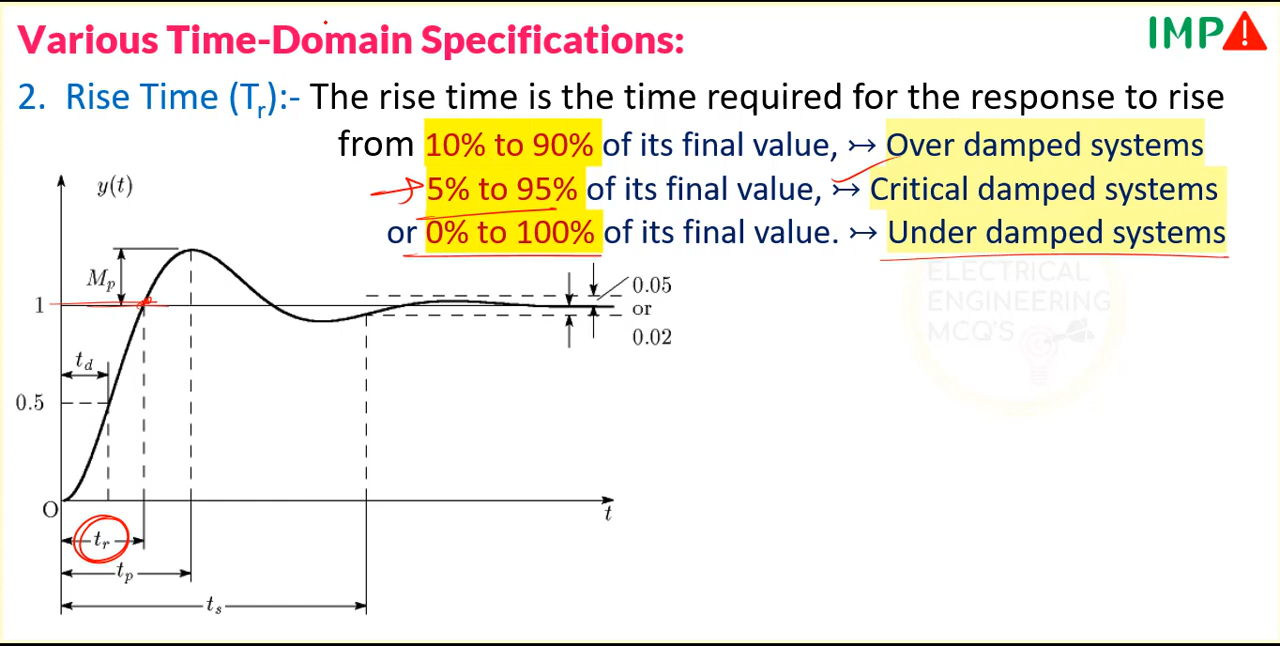 Various Time-Domain Specifications:
IMP
2. Rise Time (Tr):- The rise time is the time required for the response to rise
from 10% to 90% of its final value, ↣ Over damped systems
5% to 95% of its final value, ↣ Critical damped systems
or 0% to 100% of its final value. ↣ Under damped systems
y(t)
Mp
0.05
or
0.02
1
td
0.5
O
t
tr
tp
ts
ELECTRICAL
ENGINEERING
MCQ'S